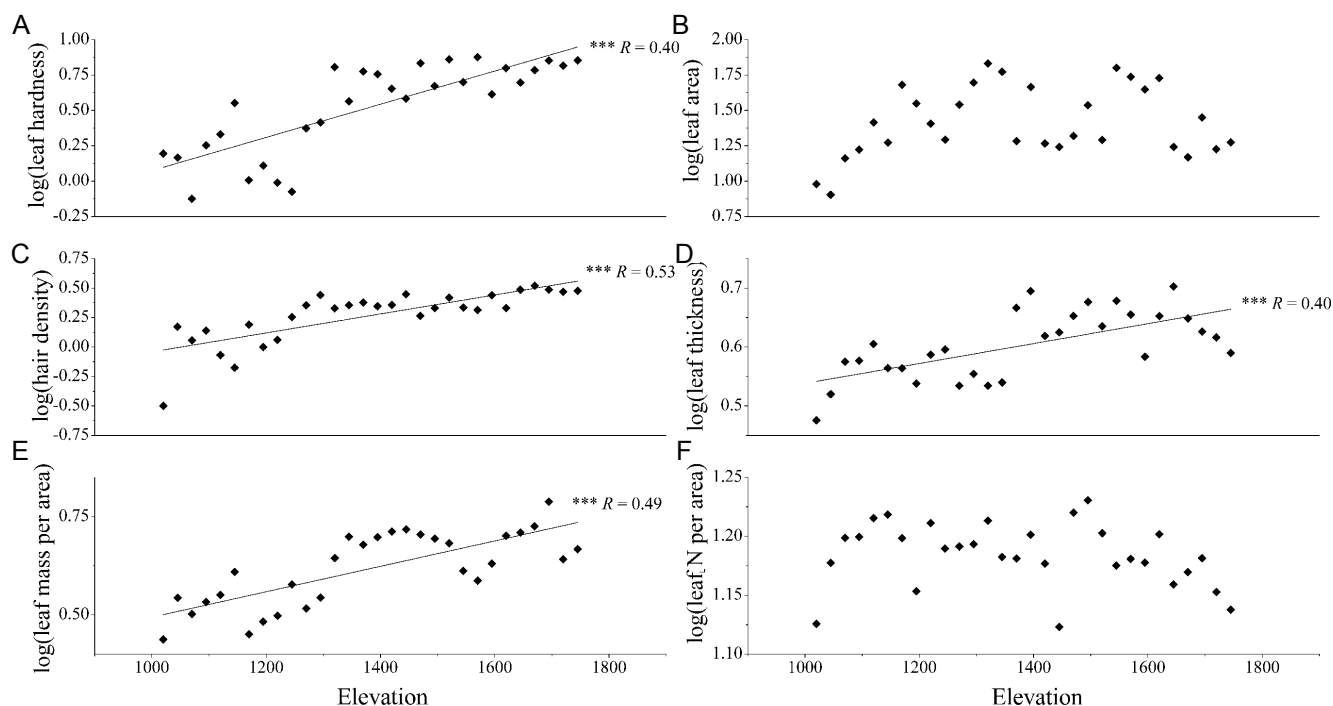 A
log(leaf hardness)
1.00
0.75
0.50
0.25
0.00
-0.25
*** R = 0.40
B
log(leaf area)
2.00
1.75
1.50
1.25
1.00
0.75
C
log(hair density)
0.75
0.50
0.25
0.00
-0.25
-0.50
-0.75
*** R = 0.53
D
log(leaf thickness)
0.7
0.6
0.5
*** R = 0.40
E
log(leaf mass per area)
0.75
0.50
*** R = 0.49
1000 1200 1400 1600 1800
Elevation
F
log(leaf N per area)
1.25
1.20
1.15
1.10
1000 1200 1400 1600 1800
Elevation